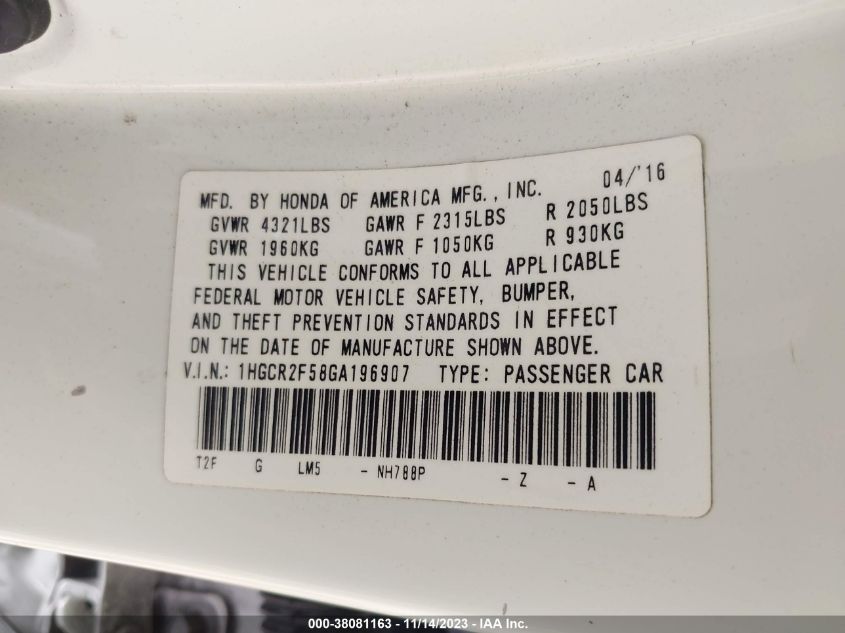 MFD. BY HONDA OF AMERICA MFG., INC. 04/'16
GVWR 4321LBS GAWR F 2315LBS R 2050LBS
GVWR 1960KG GAWR F 1050KG R 930KG
THIS VEHICLE CONFORMS TO ALL APPLICABLE
FEDERAL MOTOR VEHICLE SAFETY, BUMPER,
AND THEFT PREVENTION STANDARDS IN EFFECT
ON THE DATE OF MANUFACTURE SHOWN ABOVE.
V.I.N.: 1HGCR2F58GA196907 TYPE: PASSENGER CAR
T2F G LM5 - NH788P - Z - A
000-38081163 - 11/14/2023 - IAA Inc.